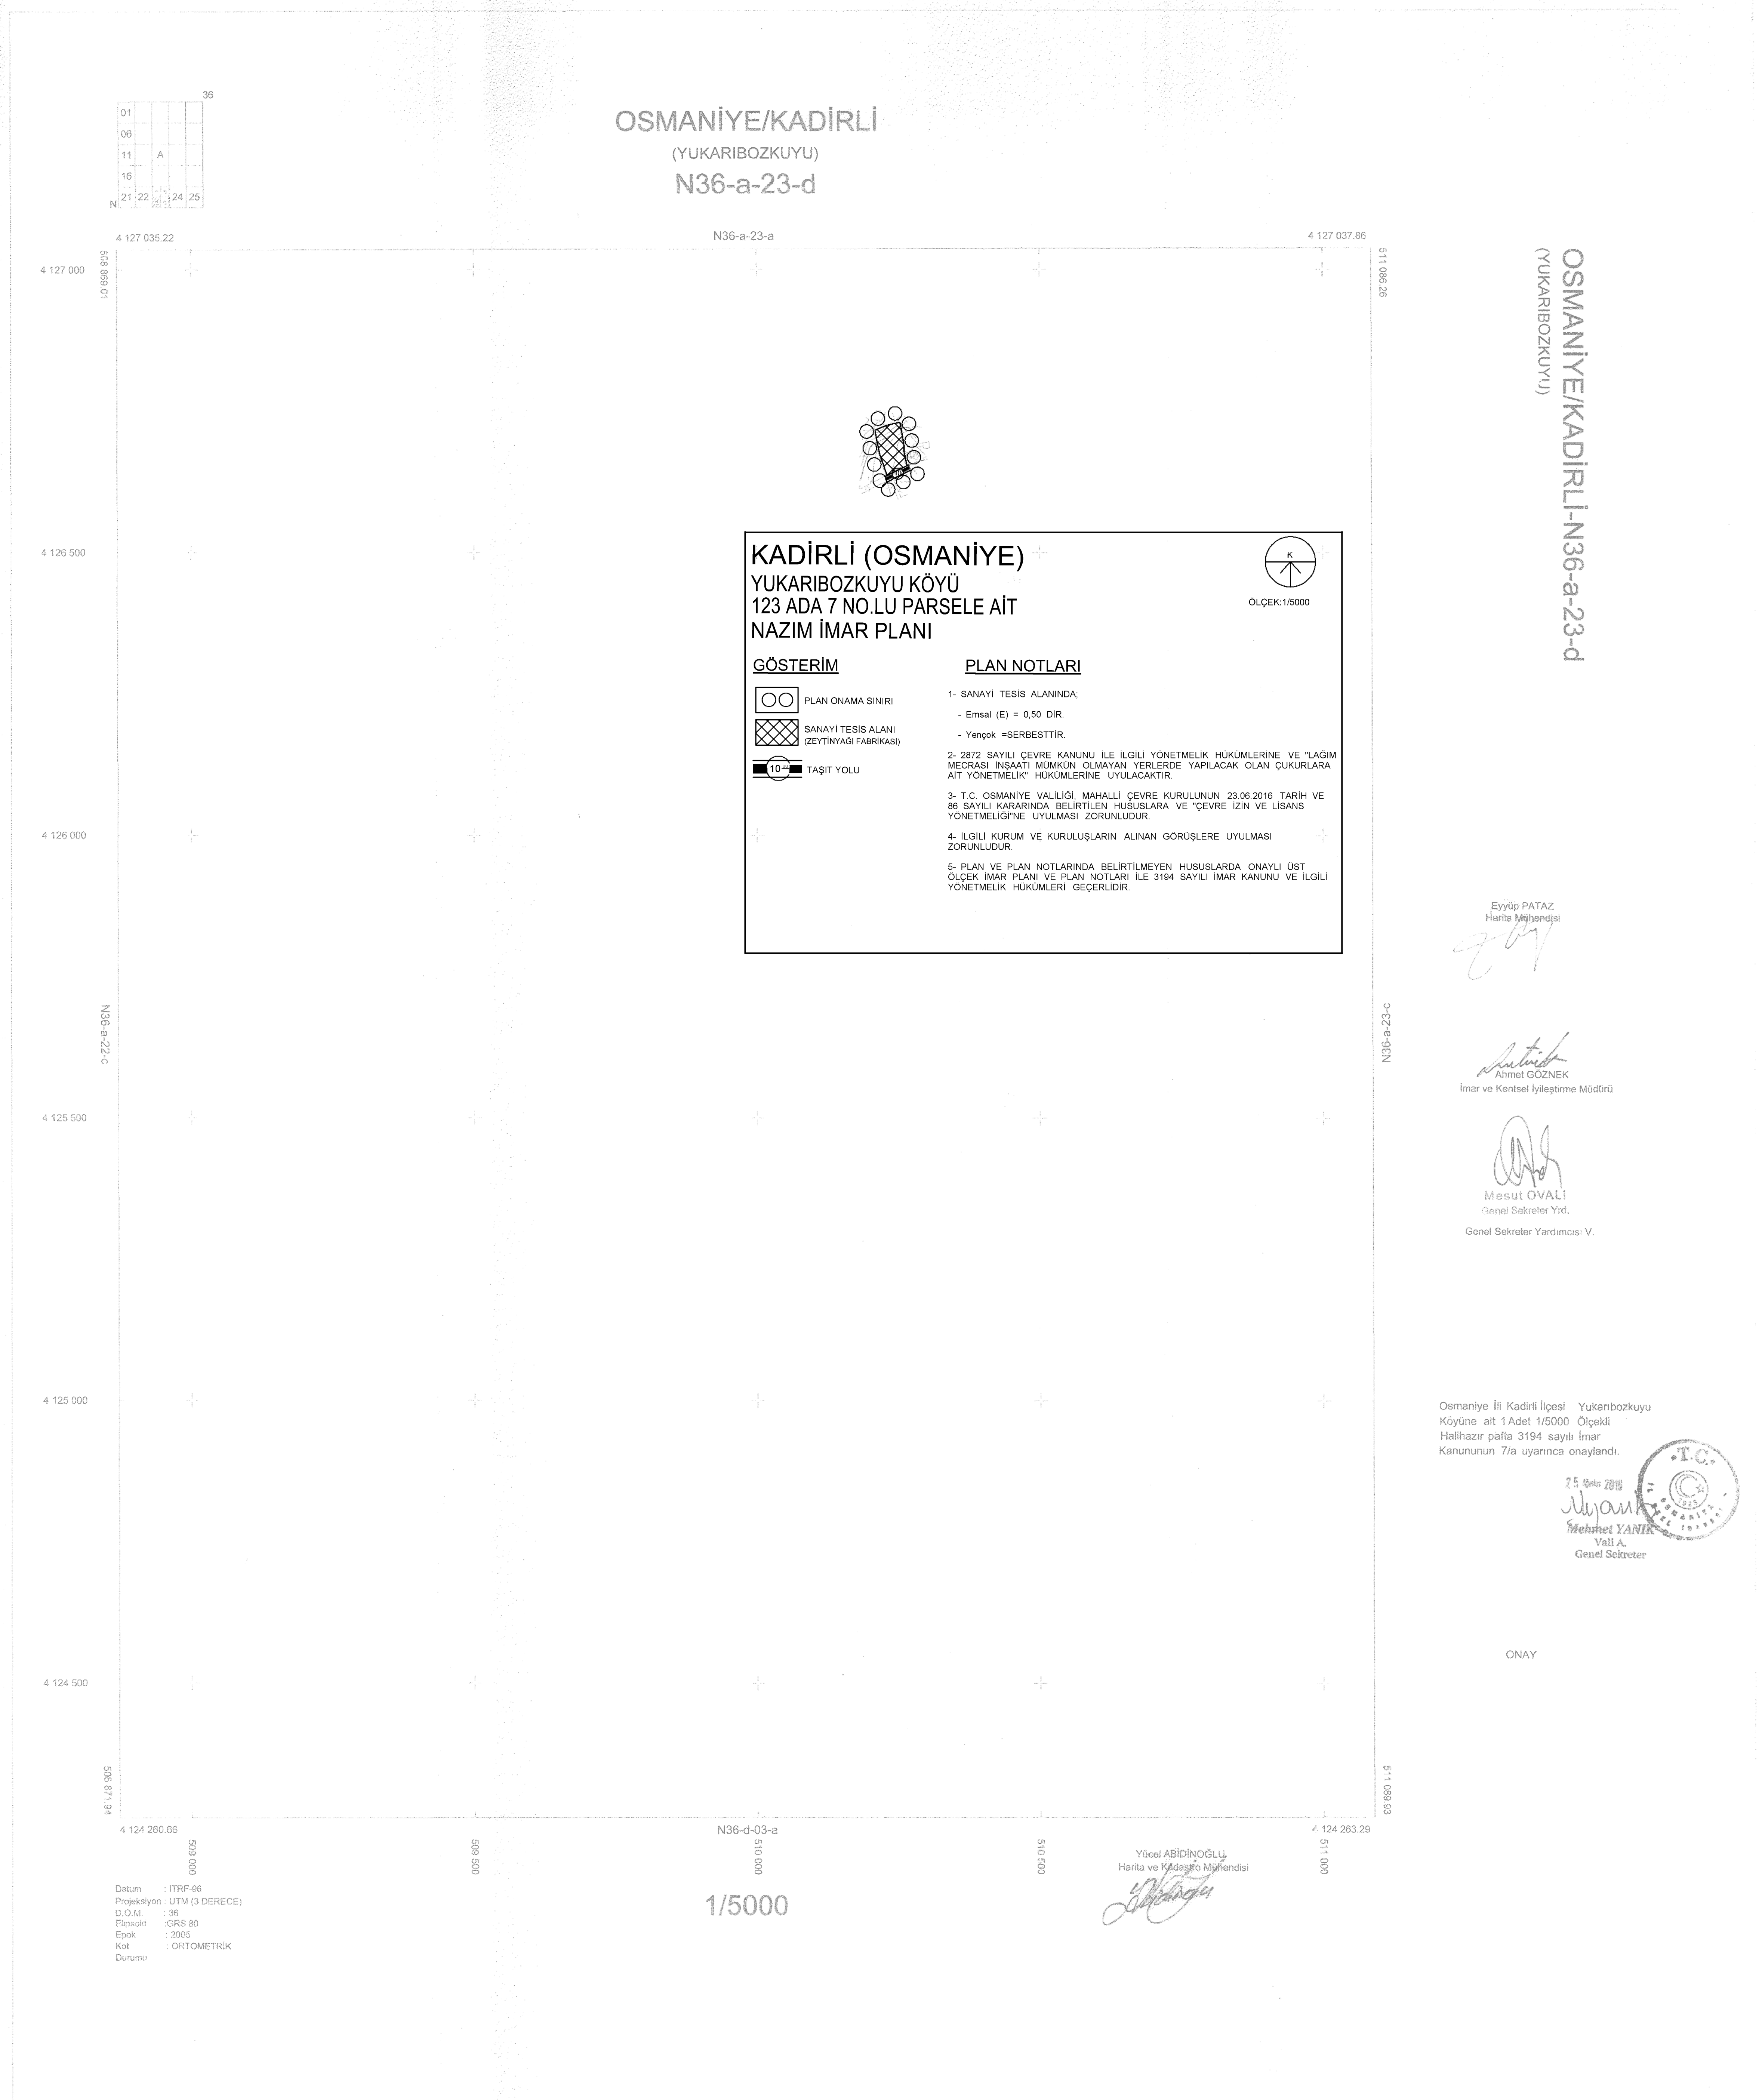 36
01
06
11 A
16
21 22 24 25
N
OSMANİYE/KADİRLİ
(YUKARIBOZKUYU)
N36-a-23-d
4 127 035.22
N36-a-23-a
4 127 037.86
511 086.26
OSMANİYE/KADİRLİ-N36-a-23-d
(YUKARIBOZKUYU)
4 127 000
4 126 500
4 126 000
4 125 500
4 125 000
4 124 500
KADİRLİ (OSMANİYE)
YUKARIBOZKUYU KÖYÜ
123 ADA 7 NO.LU PARSELE AİT
NAZIM İMAR PLANI
K
ÖLÇEK:1/5000
GÖSTERİM
PLAN ONAMA SINIRI
SANAYİ TESİS ALANI
(ZEYTİNYAĞI FABRİKASI)
10
TAŞIT YOLU
PLAN NOTLARI
1- SANAYİ TESİS ALANINDA;
- Emsal (E) = 0,50 DİR.
- Yençok =SERBESTTİR.
2- 2872 SAYILI ÇEVRE KANUNU İLE İLGİLİ YÖNETMELİK HÜKÜMLERİNE VE "LAĞIM
MECRASI İNŞAATI MÜMKÜN OLMAYAN YERLERDE YAPILACAK OLAN ÇUKURLARA
AİT YÖNETMELİK" HÜKÜMLERİNE UYULACAKTIR.
3- T.C. OSMANİYE VALİLİĞİ, MAHALLİ ÇEVRE KURULUNUN 23.06.2016 TARİH VE
86 SAYILI KARARINDA BELİRTİLEN HUSUSLARA VE "ÇEVRE İZİN VE LİSANS
YÖNETMELİĞİ"NE UYULMASI ZORUNLUDUR.
4- İLGİLİ KURUM VE KURULUŞLARIN ALINAN GÖRÜŞLERE UYULMASI
ZORUNLUDUR.
5- PLAN VE PLAN NOTLARINDA BELİRTİLMEYEN HUSUSLARDA ONAYLI ÜST
ÖLÇEK İMAR PLANI VE PLAN NOTLARI İLE 3194 SAYILI İMAR KANUNU VE İLGİLİ
YÖNETMELİK HÜKÜMLERİ GEÇERLİDİR.
N36-a-22-c
N36-a-23-c
Eyyüp PATAZ
Harita Mühendisi
Ahmet GÖZNEK
İmar ve Kentsel İyileştirme Müdürü
Mesut OVALI
Genel Sekreter Yrd.
Genel Sekreter Yardımcısı V.
Osmaniye İli Kadirli İlçesi Yukarıbozkuyu
Köyüne ait 1 Adet 1/5000 Ölçekli
Halihazır pafta 3194 sayılı İmar
Kanununun 7/a uyarınca onaylandı.
T.C.
Mehmet YANIK
Vali A.
Genel Sekreter
ONAY
511 089.93
4 124 260.66
N36-d-03-a
4 124 263.29
509 000
509 500
510 000
510 500
511 000
Yücel ABİDİNOĞLU
Harita ve Kadastro Mühendisi
1/5000
Datum : ITRF-96
Projeksiyon : UTM (3 DERECE)
D.O.M. : 36
Elipsoid :GRS 80
Epok : 2005
Kot : ORTOMETRİK
Durumu